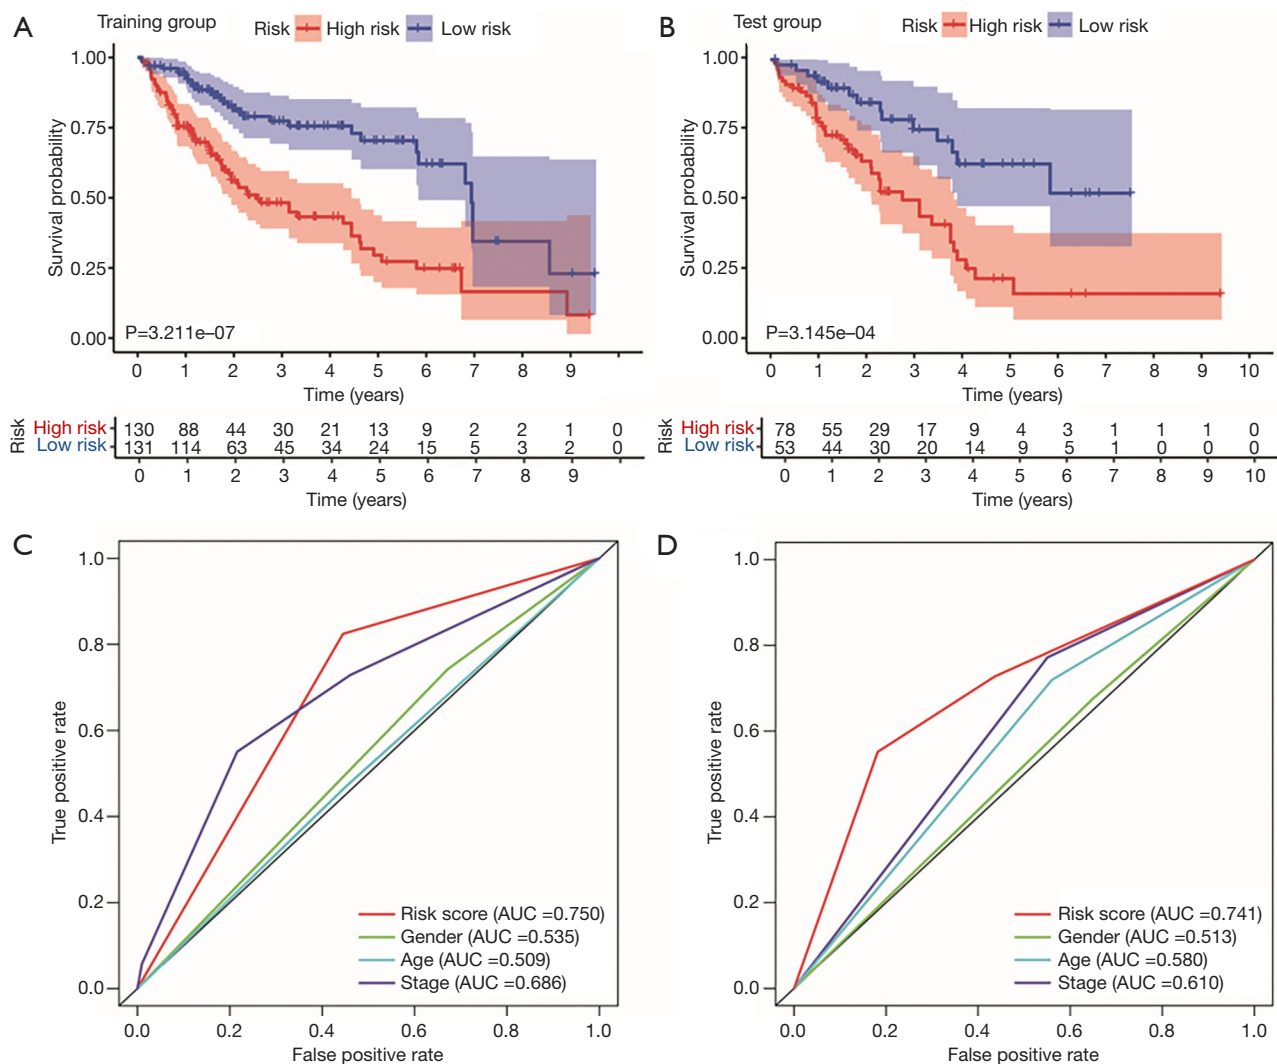 A
Training group
Risk High risk Low risk
Survival probability
1.00
0.75
0.50
0.25
0.00
P=3.211e–07
0 1 2 3 4 5 6 7 8 9
Time (years)
Risk
High risk 130 88 44 30 21 13 9 2 2 1 0
Low risk 131 114 63 45 34 24 15 5 3 2 0
0 1 2 3 4 5 6 7 8 9
Time (years)
B
Test group
Risk High risk Low risk
Survival probability
1.00
0.75
0.50
0.25
0.00
P=3.145e–04
0 1 2 3 4 5 6 7 8 9 10
Time (years)
Risk
High risk 78 55 29 17 9 4 3 1 1 1 0
Low risk 53 44 30 20 14 9 5 1 0 0 0
0 1 2 3 4 5 6 7 8 9 10
Time (years)
C
True positive rate
1.0
0.8
0.6
0.4
0.2
0.0
Risk score (AUC =0.750)
Gender (AUC =0.535)
Age (AUC =0.509)
Stage (AUC =0.686)
0.0 0.2 0.4 0.6 0.8 1.0
False positive rate
D
True positive rate
1.0
0.8
0.6
0.4
0.2
0.0
Risk score (AUC =0.741)
Gender (AUC =0.513)
Age (AUC =0.580)
Stage (AUC =0.610)
0.0 0.2 0.4 0.6 0.8 1.0
False positive rate